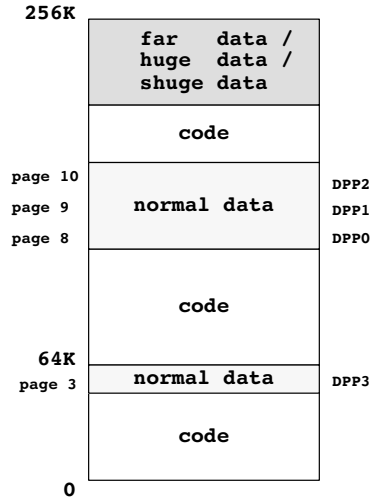 256K
far data /
huge data /
shuge data
code
page 10
DPP2
page 9
normal data
DPP1
page 8
DPP0
code
64K
page 3
normal data
DPP3
code
0